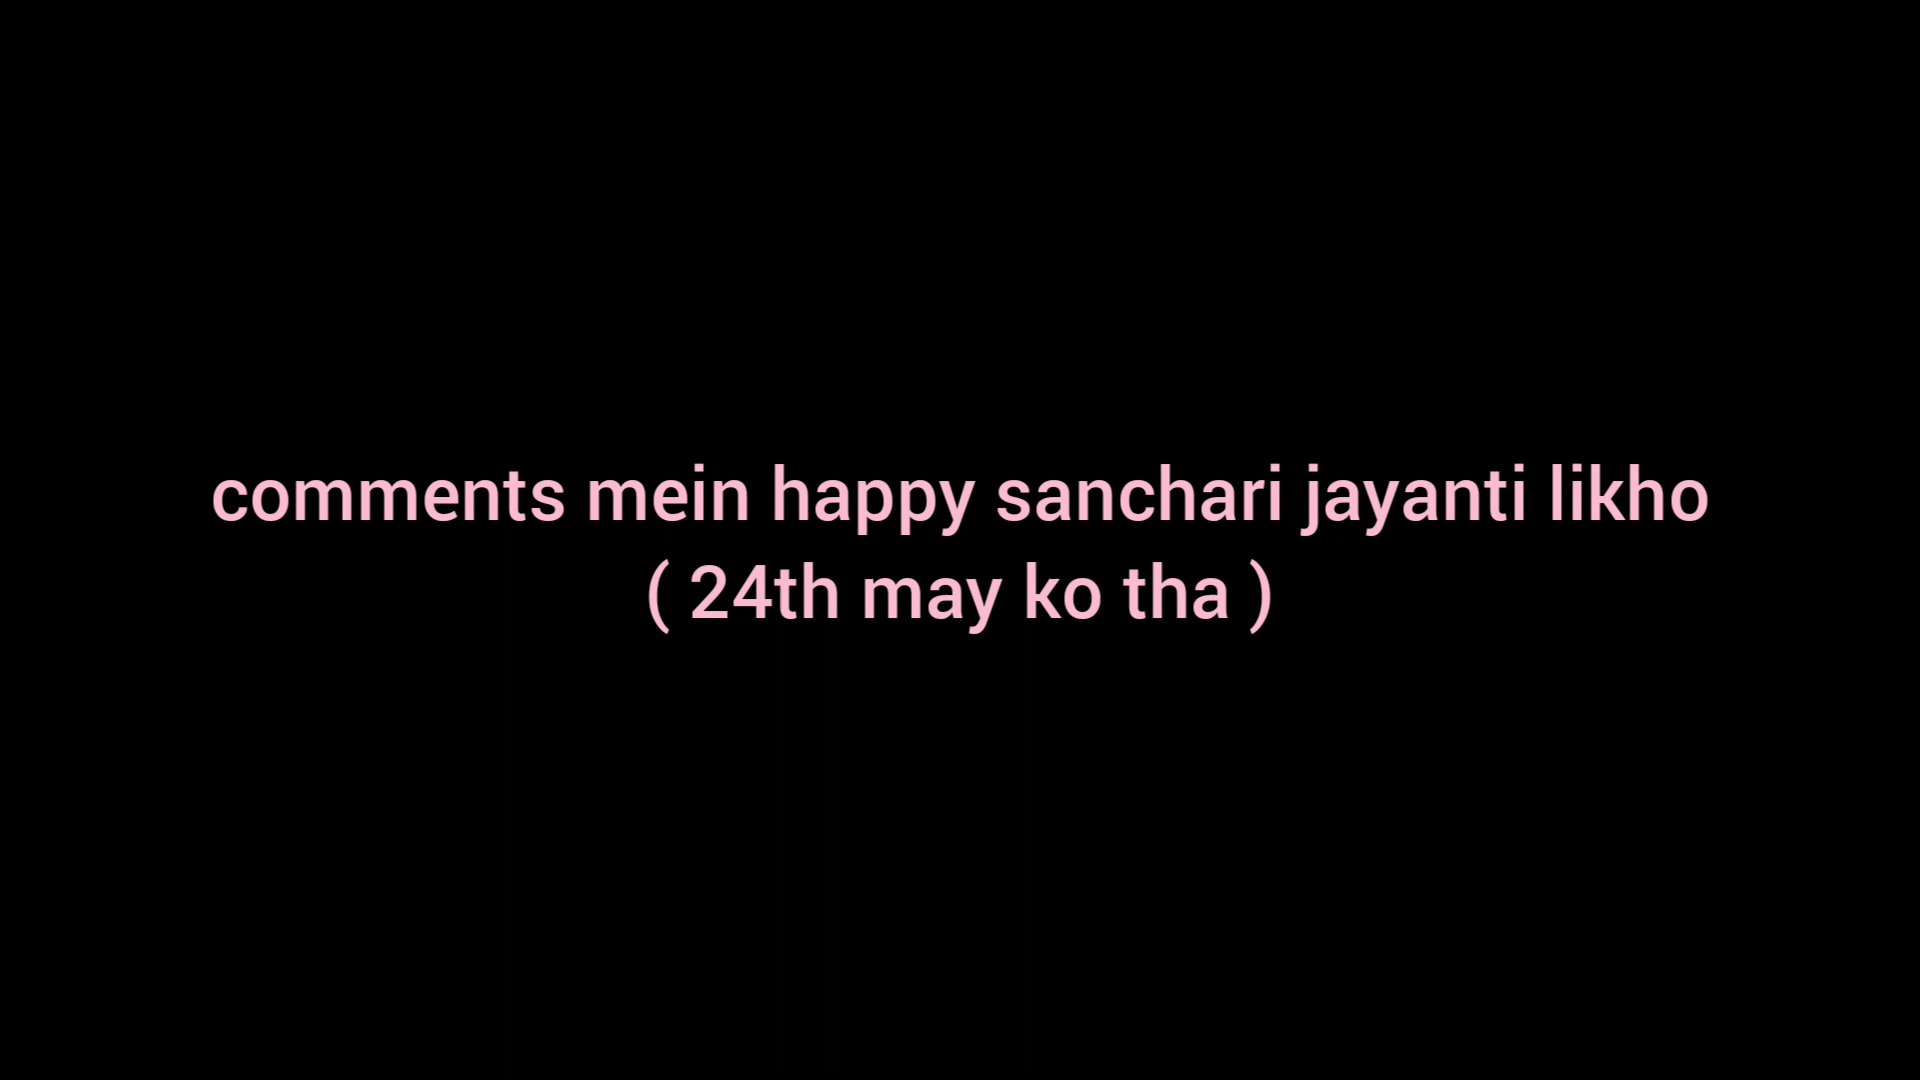 comments mein happy sanchari jayanti likho
( 24th may ko tha )